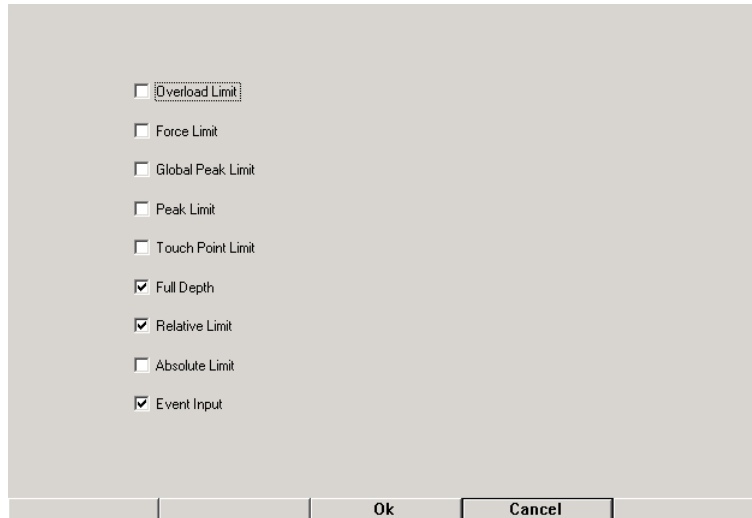 Overload Limit
Force Limit
Global Peak Limit
Peak Limit
Touch Point Limit
Full Depth
Relative Limit
Absolute Limit
Event Input
Ok Cancel